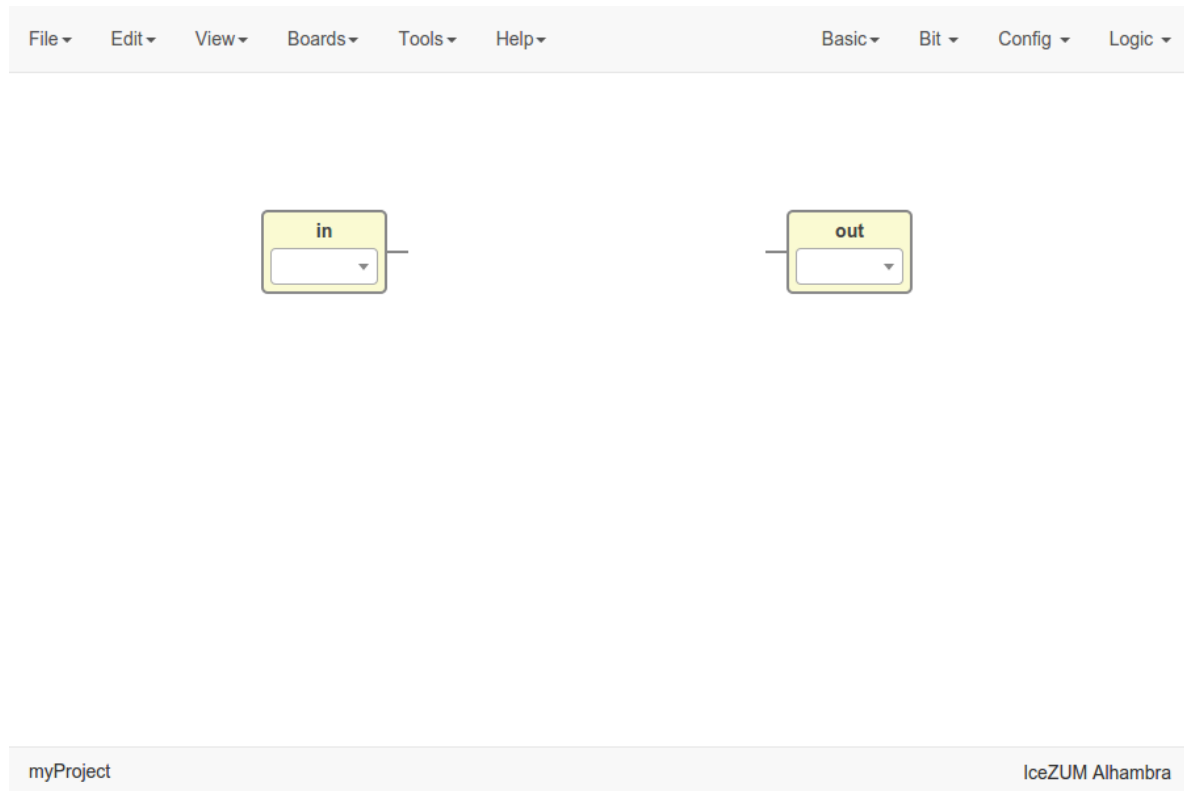 File Edit View Boards Tools Help Basic Bit Config Logic
in out
myProject IceZUM Alhambra